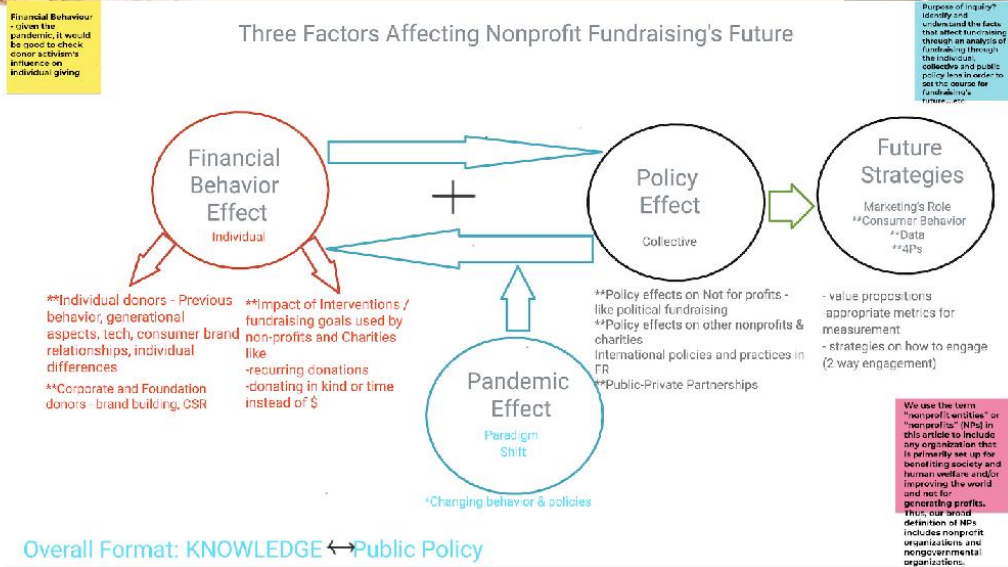 Financial Behaviour
- given the
pandemic, it would
be good to check
donor activism's
influence on
individual giving
Three Factors Affecting Nonprofit Fundraising's Future
Purpose of Inquiry"
identify and
understand the facts
that affect fundraising
through an analysis of
fundraising through
the individual,
collective and public
policy lens in order to
set the course for
fundraising's
future....etc
Financial
Behavior
Effect
Individual
+
Policy
Effect
Collective
Future
Strategies
Marketing's Role
**Consumer Behavior
**Data
**4Ps
**Individual donors - Previous
behavior, generational
aspects, tech, consumer brand
relationships, individual
differences
**Corporate and Foundation
donors - brand building, CSR
**Impact of Interventions /
fundraising goals used by
non-profits and Charities
like
-recurring donations
-donating in kind or time
instead of $
**Policy effects on Not for profits -
like political fundraising
**Policy effects on other nonprofits &
charities
International policies and practices in
FR
**Public-Private Partnerships
- value propositions
-appropriate metrics for
measurement
- strategies on how to engage
(2 way engagement)
Pandemic
Effect
Paradigm
Shift
*Changing behavior & policies
We use the term
"nonprofit entities" or
"nonprofits" (NPs) in
this article to include
any organization that
is primarily set up for
benefiting society and
human welfare and/or
improving the world
and not for
generating profits.
Thus, our broad
definition of NPs
includes nonprofit
organizations and
nongovernmental
organizations.
Overall Format: KNOWLEDGE ↔Public Policy